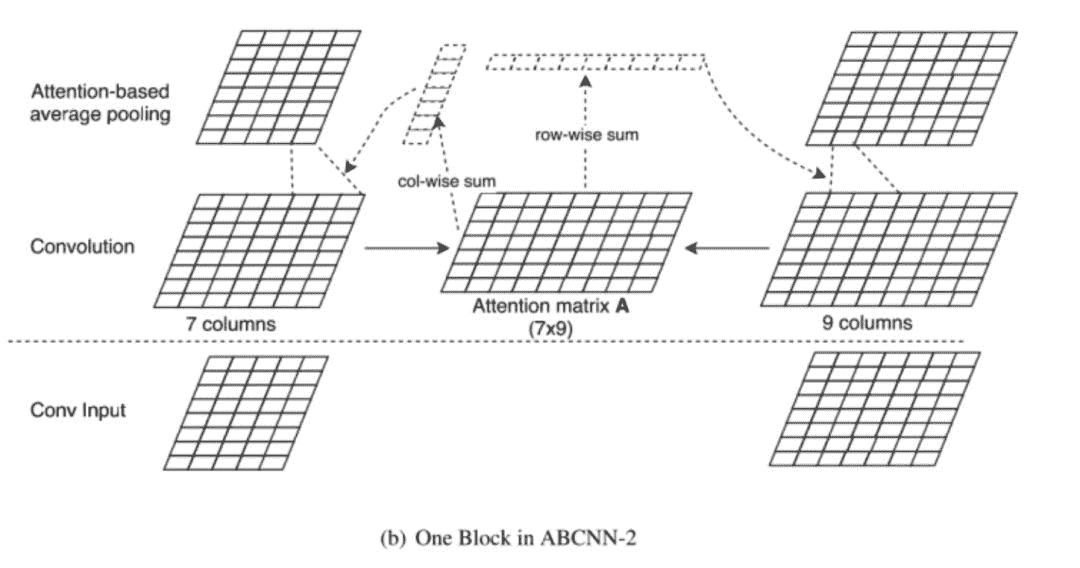 Attention-based
average pooling
row-wise sum
col-wise sum
Convolution
Attention matrix A
(7x9)
7 columns
9 columns
Conv Input
(b) One Block in ABCNN-2